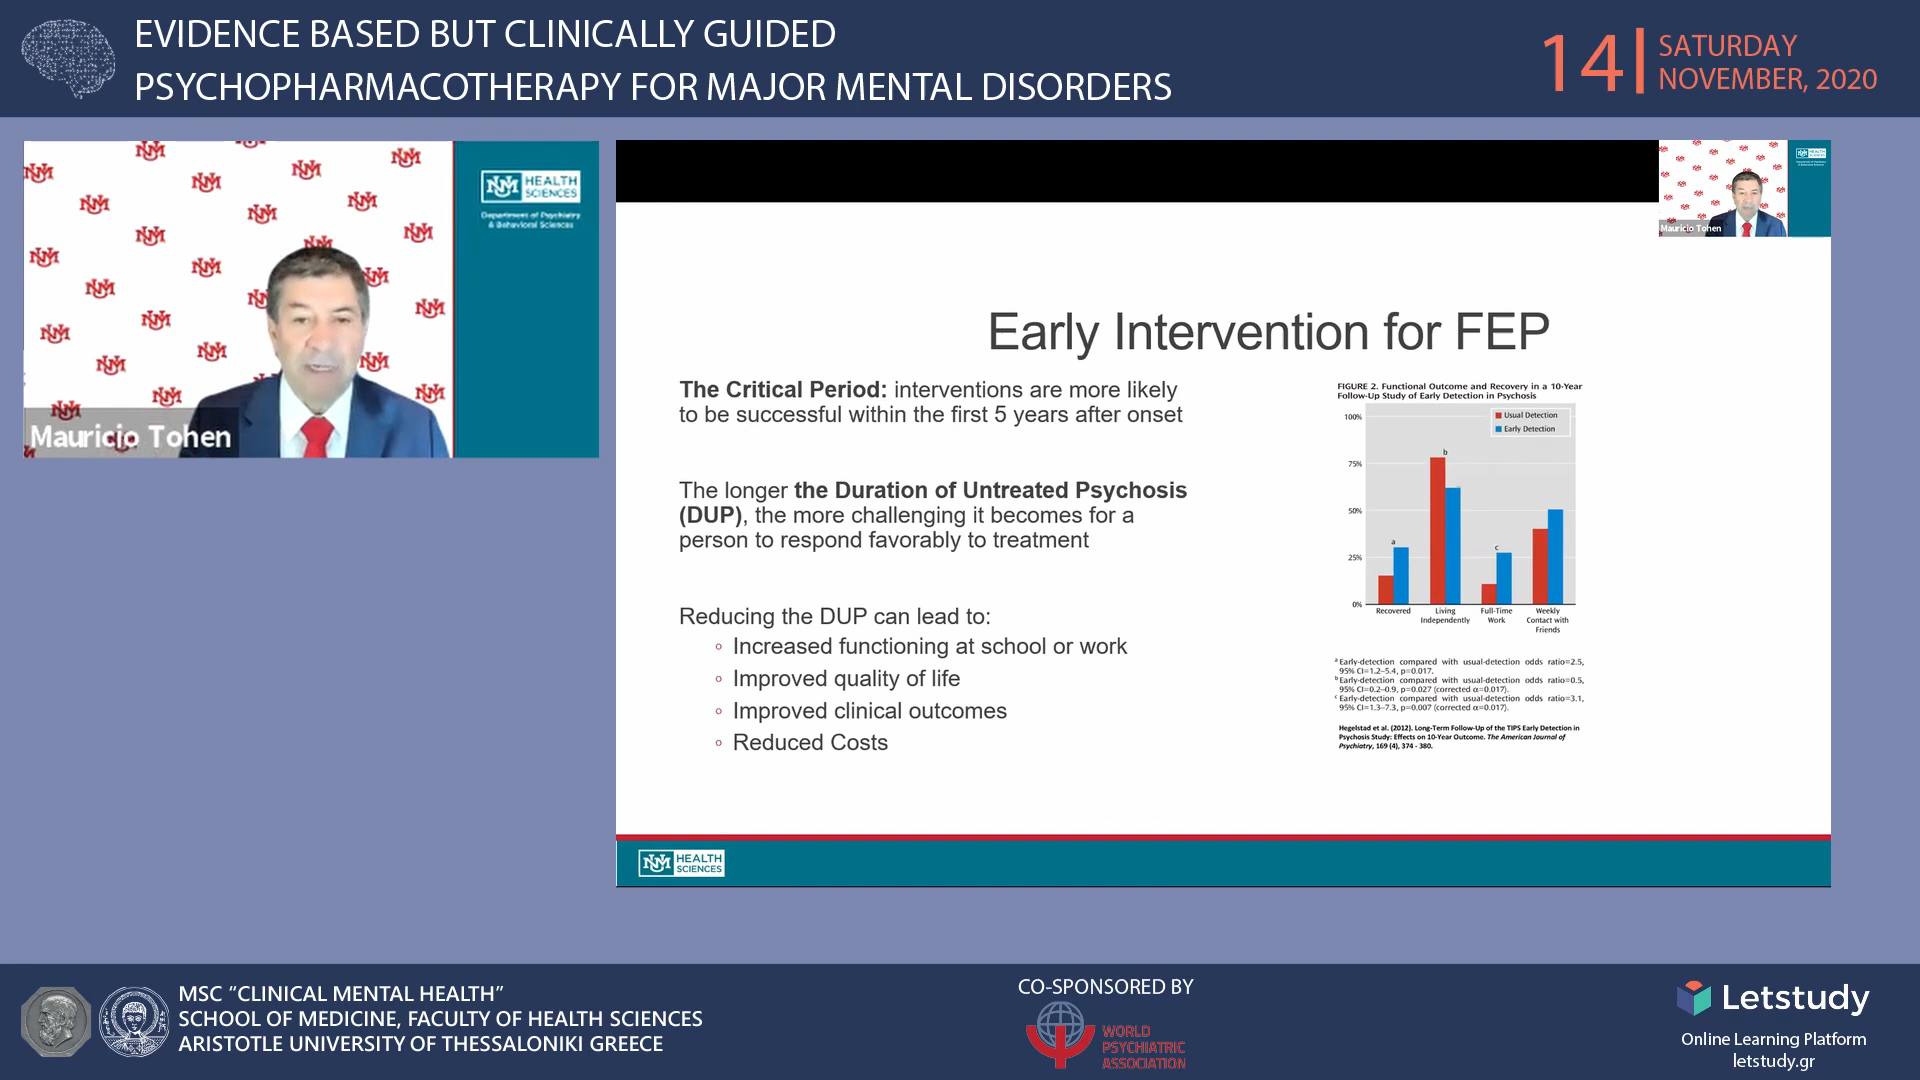 EVIDENCE BASED BUT CLINICALLY GUIDED
PSYCHOPHARMACOTHERAPY FOR MAJOR MENTAL DISORDERS
14
SATURDAY
NOVEMBER, 2020
UNM HEALTH
SCIENCES
Department of Psychiatry
& Behavioral Sciences
Mauricio Tohen
Mauricio Tohen
Early Intervention for FEP
The Critical Period: interventions are more likely
to be successful within the first 5 years after onset
The longer the Duration of Untreated Psychosis
(DUP), the more challenging it becomes for a
person to respond favorably to treatment
Reducing the DUP can lead to:
Increased functioning at school or work
Improved quality of life
Improved clinical outcomes
Reduced Costs
FIGURE 2. Functional Outcome and Recovery in a 10-Year
Follow-Up Study of Early Detection in Psychosis
Usual Detection
Early Detection
100%
75%
50%
25%
0%
a
b
c
Recovered
Living
Independently
Full-Time
Work
Weekly
Contact with
Friends
a Early-detection compared with usual-detection odds ratio=2.5,
95% CI=1.2–5.4, p=0.017.
b Early-detection compared with usual-detection odds ratio=0.5,
95% CI=0.2–0.9, p=0.027 (corrected α=0.017).
c Early-detection compared with usual-detection odds ratio=3.1,
95% CI=1.3–7.3, p=0.007 (corrected α=0.017).
Hegelstad et al. (2012). Long-Term Follow-Up of the TIPS Early Detection in
Psychosis Study: Effects on 10-Year Outcome. The American Journal of
Psychiatry, 169 (4), 374 - 380.
UNM HEALTH
SCIENCES
MSC “CLINICAL MENTAL HEALTH”
SCHOOL OF MEDICINE, FACULTY OF HEALTH SCIENCES
ARISTOTLE UNIVERSITY OF THESSALONIKI GREECE
CO-SPONSORED BY
WORLD
PSYCHIATRIC
ASSOCIATION
Letstudy
Online Learning Platform
letstudy.gr